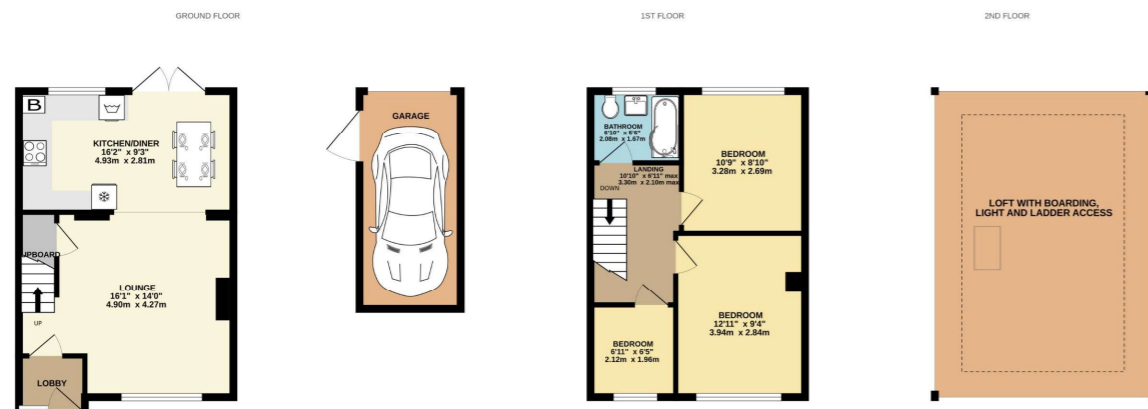 GROUND FLOOR
1ST FLOOR
2ND FLOOR
B
KITCHEN/DINER
16'2" x 9'3"
4.93m x 2.81m
UPBOARD
LOUNGE
16'1" x 14'0"
4.90m x 4.27m
UP
LOBBY
GARAGE
BATHROOM
6'10" x 5'6"
2.08m x 1.67m
LANDING
10'10" x 6'11" max
3.30m x 2.10m max
DOWN
BEDROOM
10'9" x 8'10"
3.28m x 2.69m
BEDROOM
12'11" x 9'4"
3.94m x 2.84m
BEDROOM
6'11" x 6'5"
2.12m x 1.96m
LOFT WITH BOARDING,
LIGHT AND LADDER ACCESS